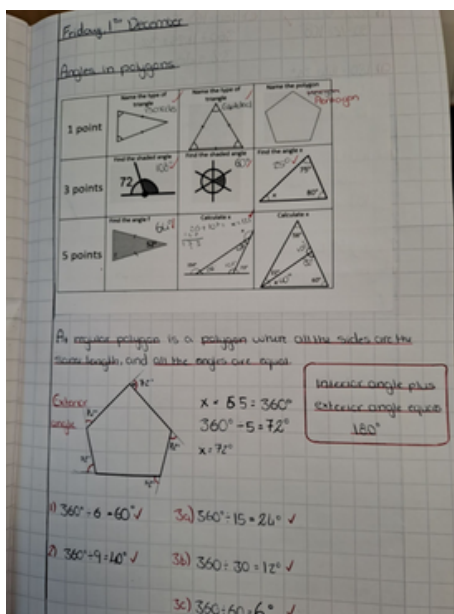 Friday, 1st December
Angles in polygons
Name the type of triangle
Name the type of triangle
Name the polygon
1 point
Pentagon
Find the shaded angle
Find the shaded angle
Find the angle x
3 points
72
108°
60°
25°
75°
80°
x
Find the angle f
Calculate x
Calculate x
5 points
A regular polygon is a polygon where all the sides are the
same length, and all the angles are equal.
Exterior
angle
72°
72°
72°
72°
72°
x × 5 = 360°
360° ÷ 5 = 72°
x = 72°
Interior angle plus
exterior angle equals
180°
1) 360° ÷ 6 = 60° ✓
2) 360° ÷ 9 = 40° ✓
3a) 360° ÷ 15 = 24° ✓
3b) 360 ÷ 30 = 12° ✓
3c) 360 ÷ 60 = 6° ✓